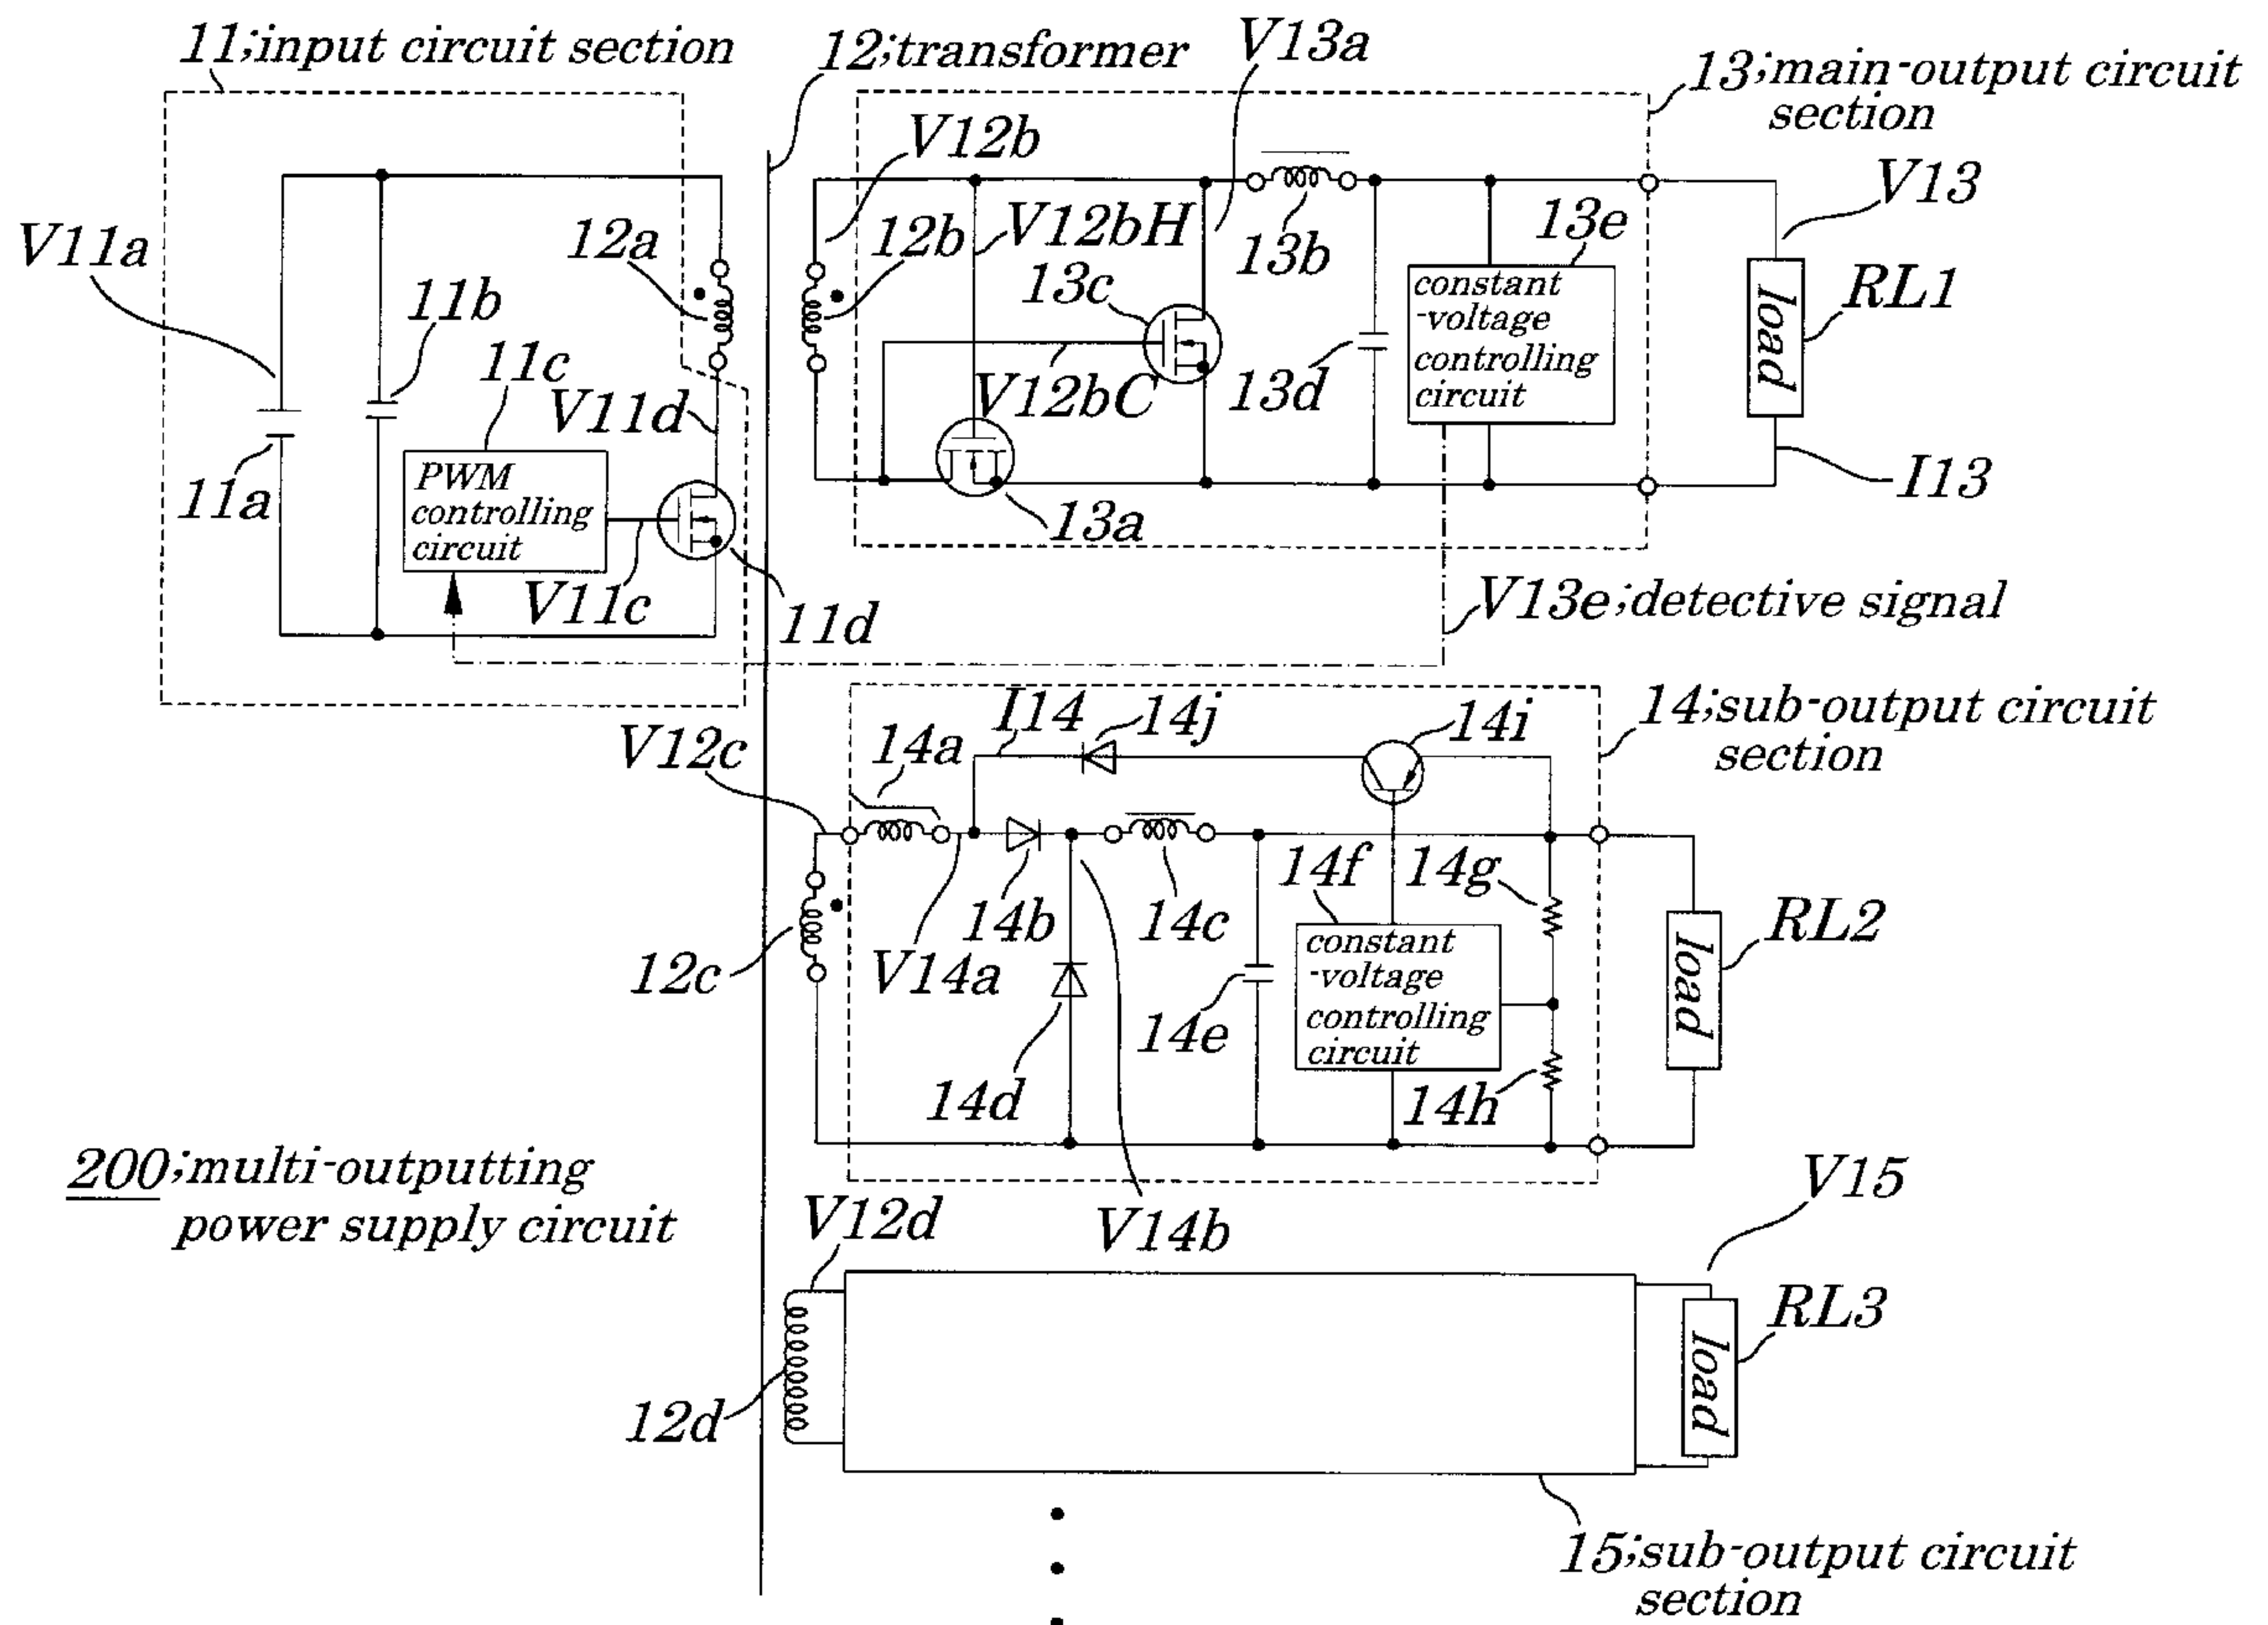 11;input circuit section
12;transformer
V13a
13;main-output circuit
section
V12b
V13
V11a
12a
V12bH
12b
13b
13e
11b
13c
constant
-voltage
controlling
circuit
load
RL1
11c
V11d
V12bC
13d
11a
PWM
controlling
circuit
I13
13a
V11c
11d
V13e;detective signal
I14
14j
14i
14;sub-output circuit
section
V12c
14a
14f
14g
14b
14c
RL2
12c
V14a
constant
-voltage
controlling
circuit
load
14e
14d
14h
200;multi-outputting
power supply circuit
V15
V12d
V14b
RL3
load
12d
15;sub-output circuit
section